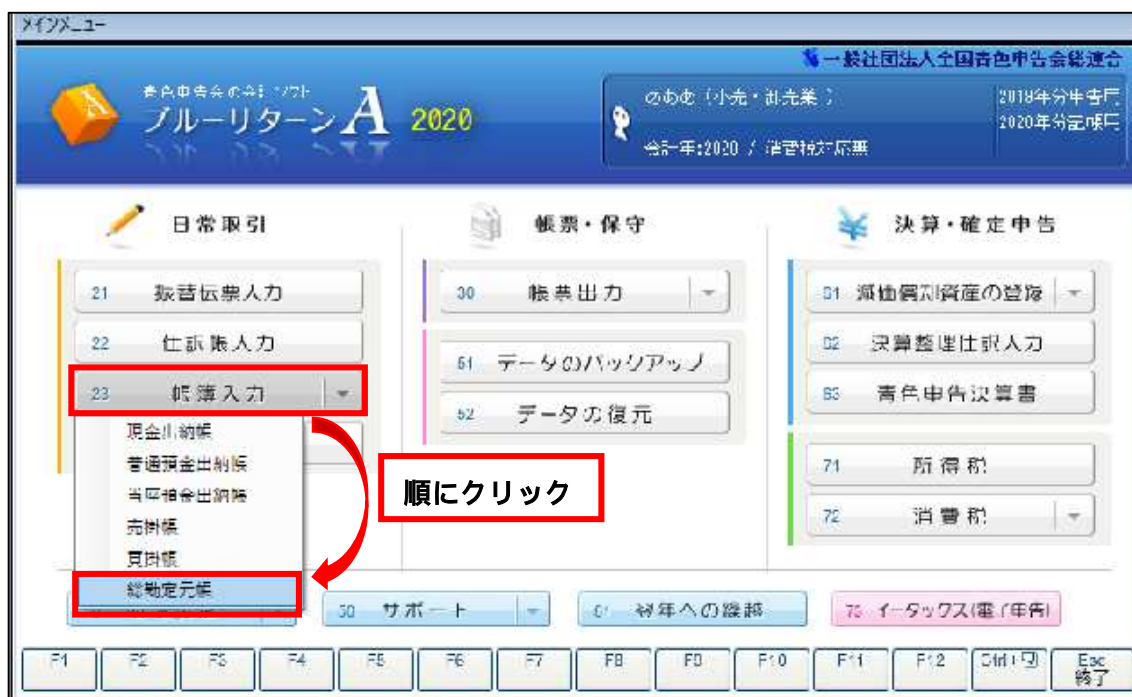 メインメニュー
一般社団法人全国青色申告会総連合
青色申告会の会計ソフト
ブルーリターンA 2020
(小売・卸売業)
2020年分記帳用
会計年:2020 / 消費税対応無
日常取引
帳票・保守
決算・確定申告
21 振替伝票入力
30 帳票出力
61 減価償却資産の登録
22 仕訳帳入力
51 データのバックアップ
62 決算整理仕訳入力
23 帳簿入力
52 データの復元
63 青色申告決算書
現金出納帳
普通預金出納帳
当座預金出納帳
売掛帳
買掛帳
総勘定元帳
順にクリック
71 所得税
72 消費税
50 サポート
翌年への繰越
イータックス(電子申告)
F1 F2 F3 F4 F5 F6 F7 F8 F9 F10 F11 F12 Esc
終了